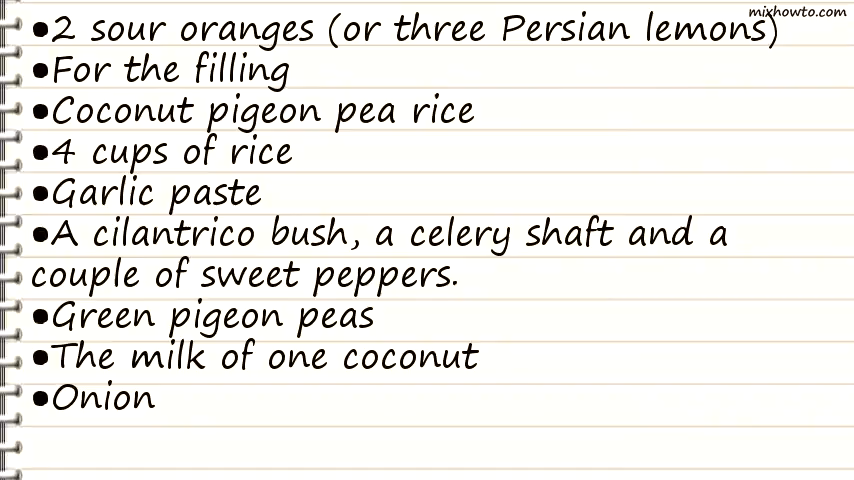 mixhowto.com
●2 sour oranges (or three Persian lemons)
●For the filling
●Coconut pigeon pea rice
●4 cups of rice
●Garlic paste
●A cilantrico bush, a celery shaft and a
couple of sweet peppers.
●Green pigeon peas
●The milk of one coconut
●Onion